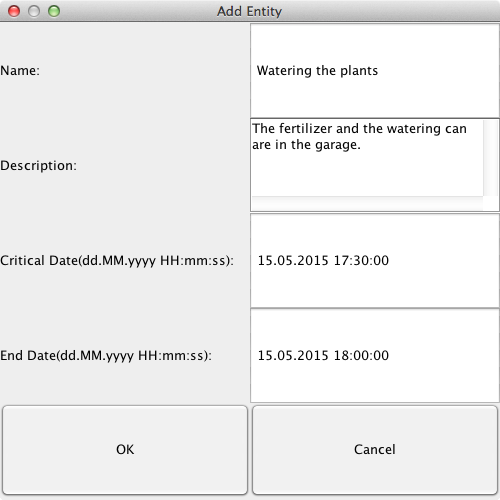 Add Entity
Name:
Watering the plants
Description:
The fertilizer and the watering can
are in the garage.
Critical Date(dd.MM.yyyy HH:mm:ss):
15.05.2015 17:30:00
End Date(dd.MM.yyyy HH:mm:ss):
15.05.2015 18:00:00
OK
Cancel